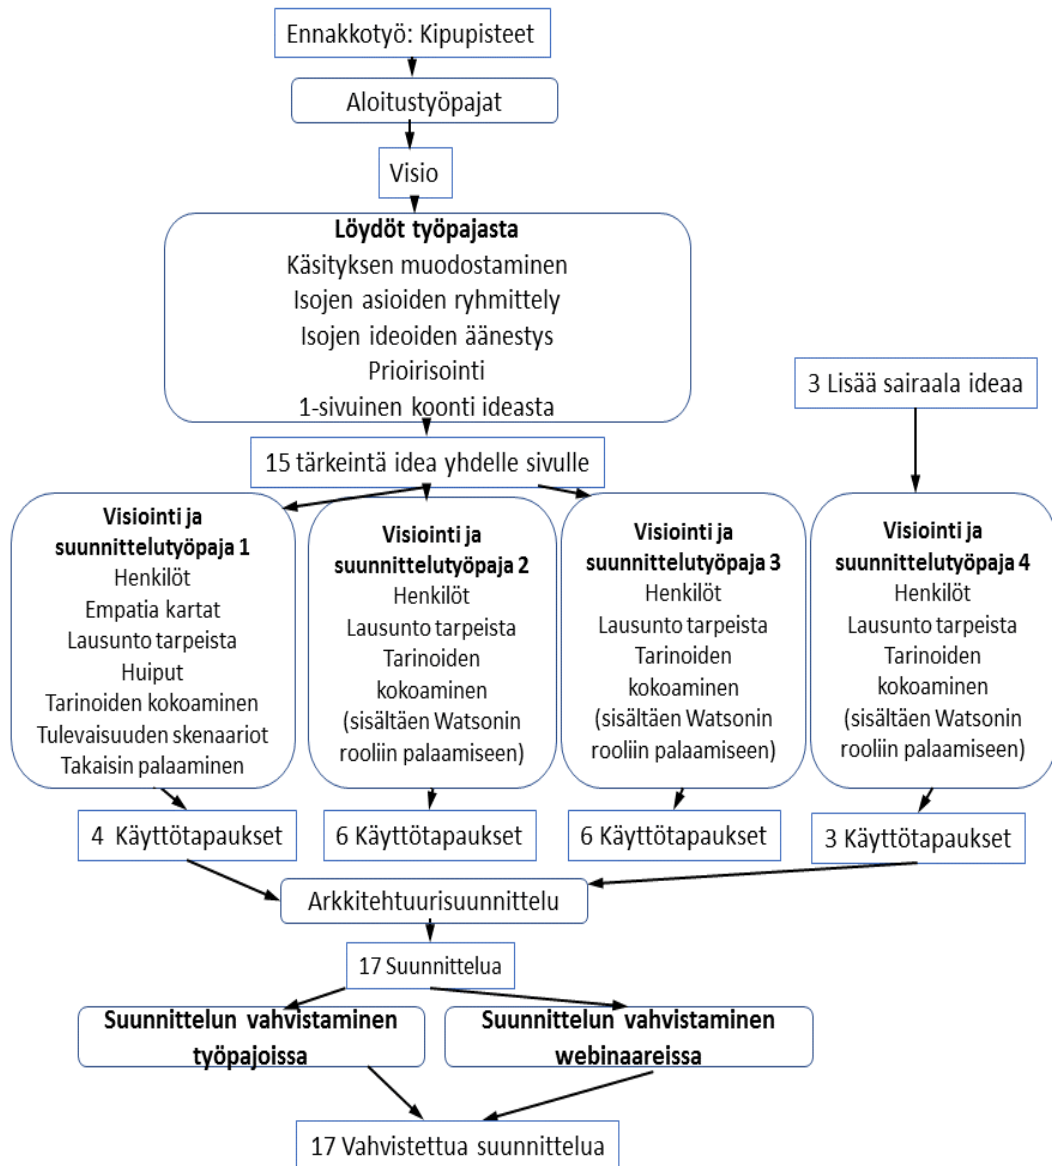 Ennakkotyö: Kipupisteet
Aloitustyöpajat
Visio
Löydöt työpajasta
Käsityksen muodostaminen
Isojen asioiden ryhmittely
Isojen ideoiden äänestys
Prioirisointi
1-sivuinen koonti ideasta
3 Lisää sairaala ideaa
15 tärkeintä idea yhdelle sivulle
Visiointi ja
suunnittelutyöpaja 1
Henkilöt
Empatia kartat
Lausunto tarpeista
Huiput
Tarinoiden kokoaminen
Tulevaisuuden skenaariot
Takaisin palaaminen
Visiointi ja
suunnittelutyöpaja 2
Henkilöt
Lausunto tarpeista
Tarinoiden
kokoaminen
(sisältäen Watsonin
rooliin palaamiseen)
Visiointi ja
suunnittelutyöpaja 3
Henkilöt
Lausunto tarpeista
Tarinoiden
kokoaminen
(sisältäen Watsonin
rooliin palaamiseen)
Visiointi ja
suunnittelutyöpaja 4
Henkilöt
Lausunto tarpeista
Tarinoiden
kokoaminen
(sisältäen Watsonin
rooliin palaamiseen)
4 Käyttötapaukset
6 Käyttötapaukset
6 Käyttötapaukset
3 Käyttötapaukset
Arkkitehtuurisuunnittelu
17 Suunnittelua
Suunnittelun vahvistaminen
työpajoissa
Suunnittelun vahvistaminen
webinaareissa
17 Vahvistettua suunnittelua